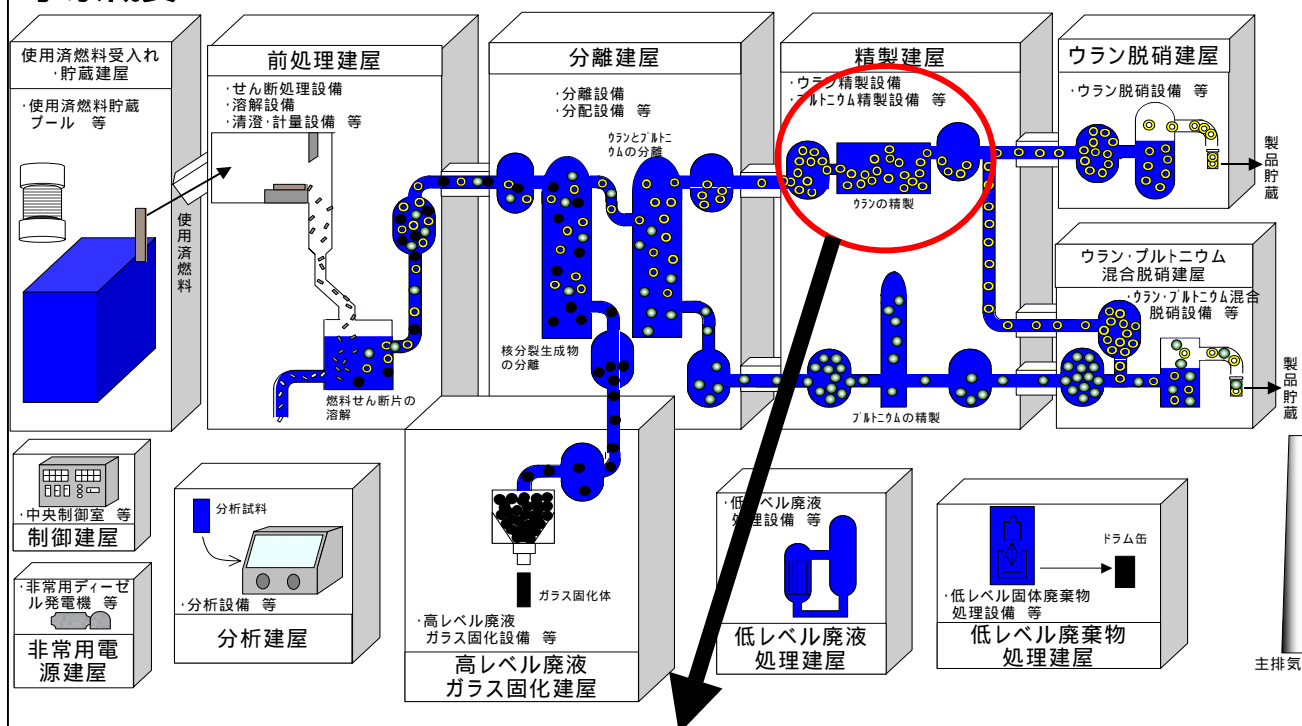 使用済燃料受入れ
・貯蔵建屋
・使用済燃料貯蔵
プール 等
使用済燃料
前処理建屋
・せん断処理設備
・溶解設備
・清澄・計量設備 等
燃料せん断片の
溶解
分離建屋
・分離設備
・分配設備 等
ウランとプルトニ
ウムの分離
核分裂生成物
の分離
精製建屋
・ウラン精製設備
・プルトニウム精製設備 等
ウランの精製
プルトニウムの精製
ウラン脱硝建屋
・ウラン脱硝設備 等
製品貯蔵
ウラン・プルトニウム
混合脱硝建屋
・ウラン・プルトニウム混合
脱硝設備 等
製品貯蔵
・中央制御室 等
制御建屋
・非常用ディーゼ
ル発電機 等
非常用電
源建屋
分析試料
・分析設備 等
分析建屋
ガラス固化体
・高レベル廃液
ガラス固化設備 等
高レベル廃液
ガラス固化建屋
・低レベル廃液
処理設備 等
低レベル廃液
処理建屋
ドラム缶
・低レベル固体廃棄物
処理設備 等
低レベル廃棄物
処理建屋
主排気